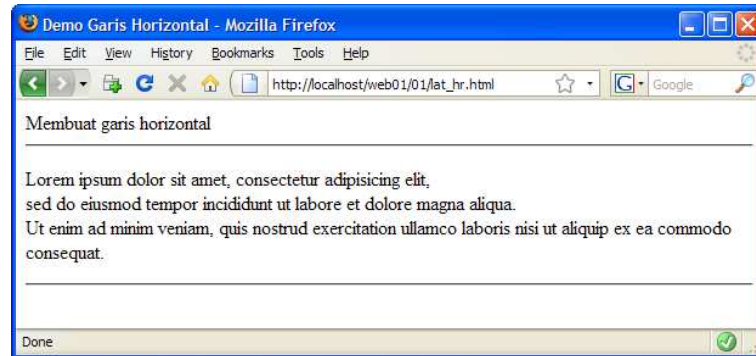 Demo Garis Horizontal - Mozilla Firefox
File Edit View History Bookmarks Tools Help
http://localhost/web01/01/lat_hr.html G Google
Membuat garis horizontal
Lorem ipsum dolor sit amet, consectetur adipisicing elit,
sed do eiusmod tempor incididunt ut labore et dolore magna aliqua.
Ut enim ad minim veniam, quis nostrud exercitation ullamco laboris nisi ut aliquip ex ea commodo
consequat.
Done